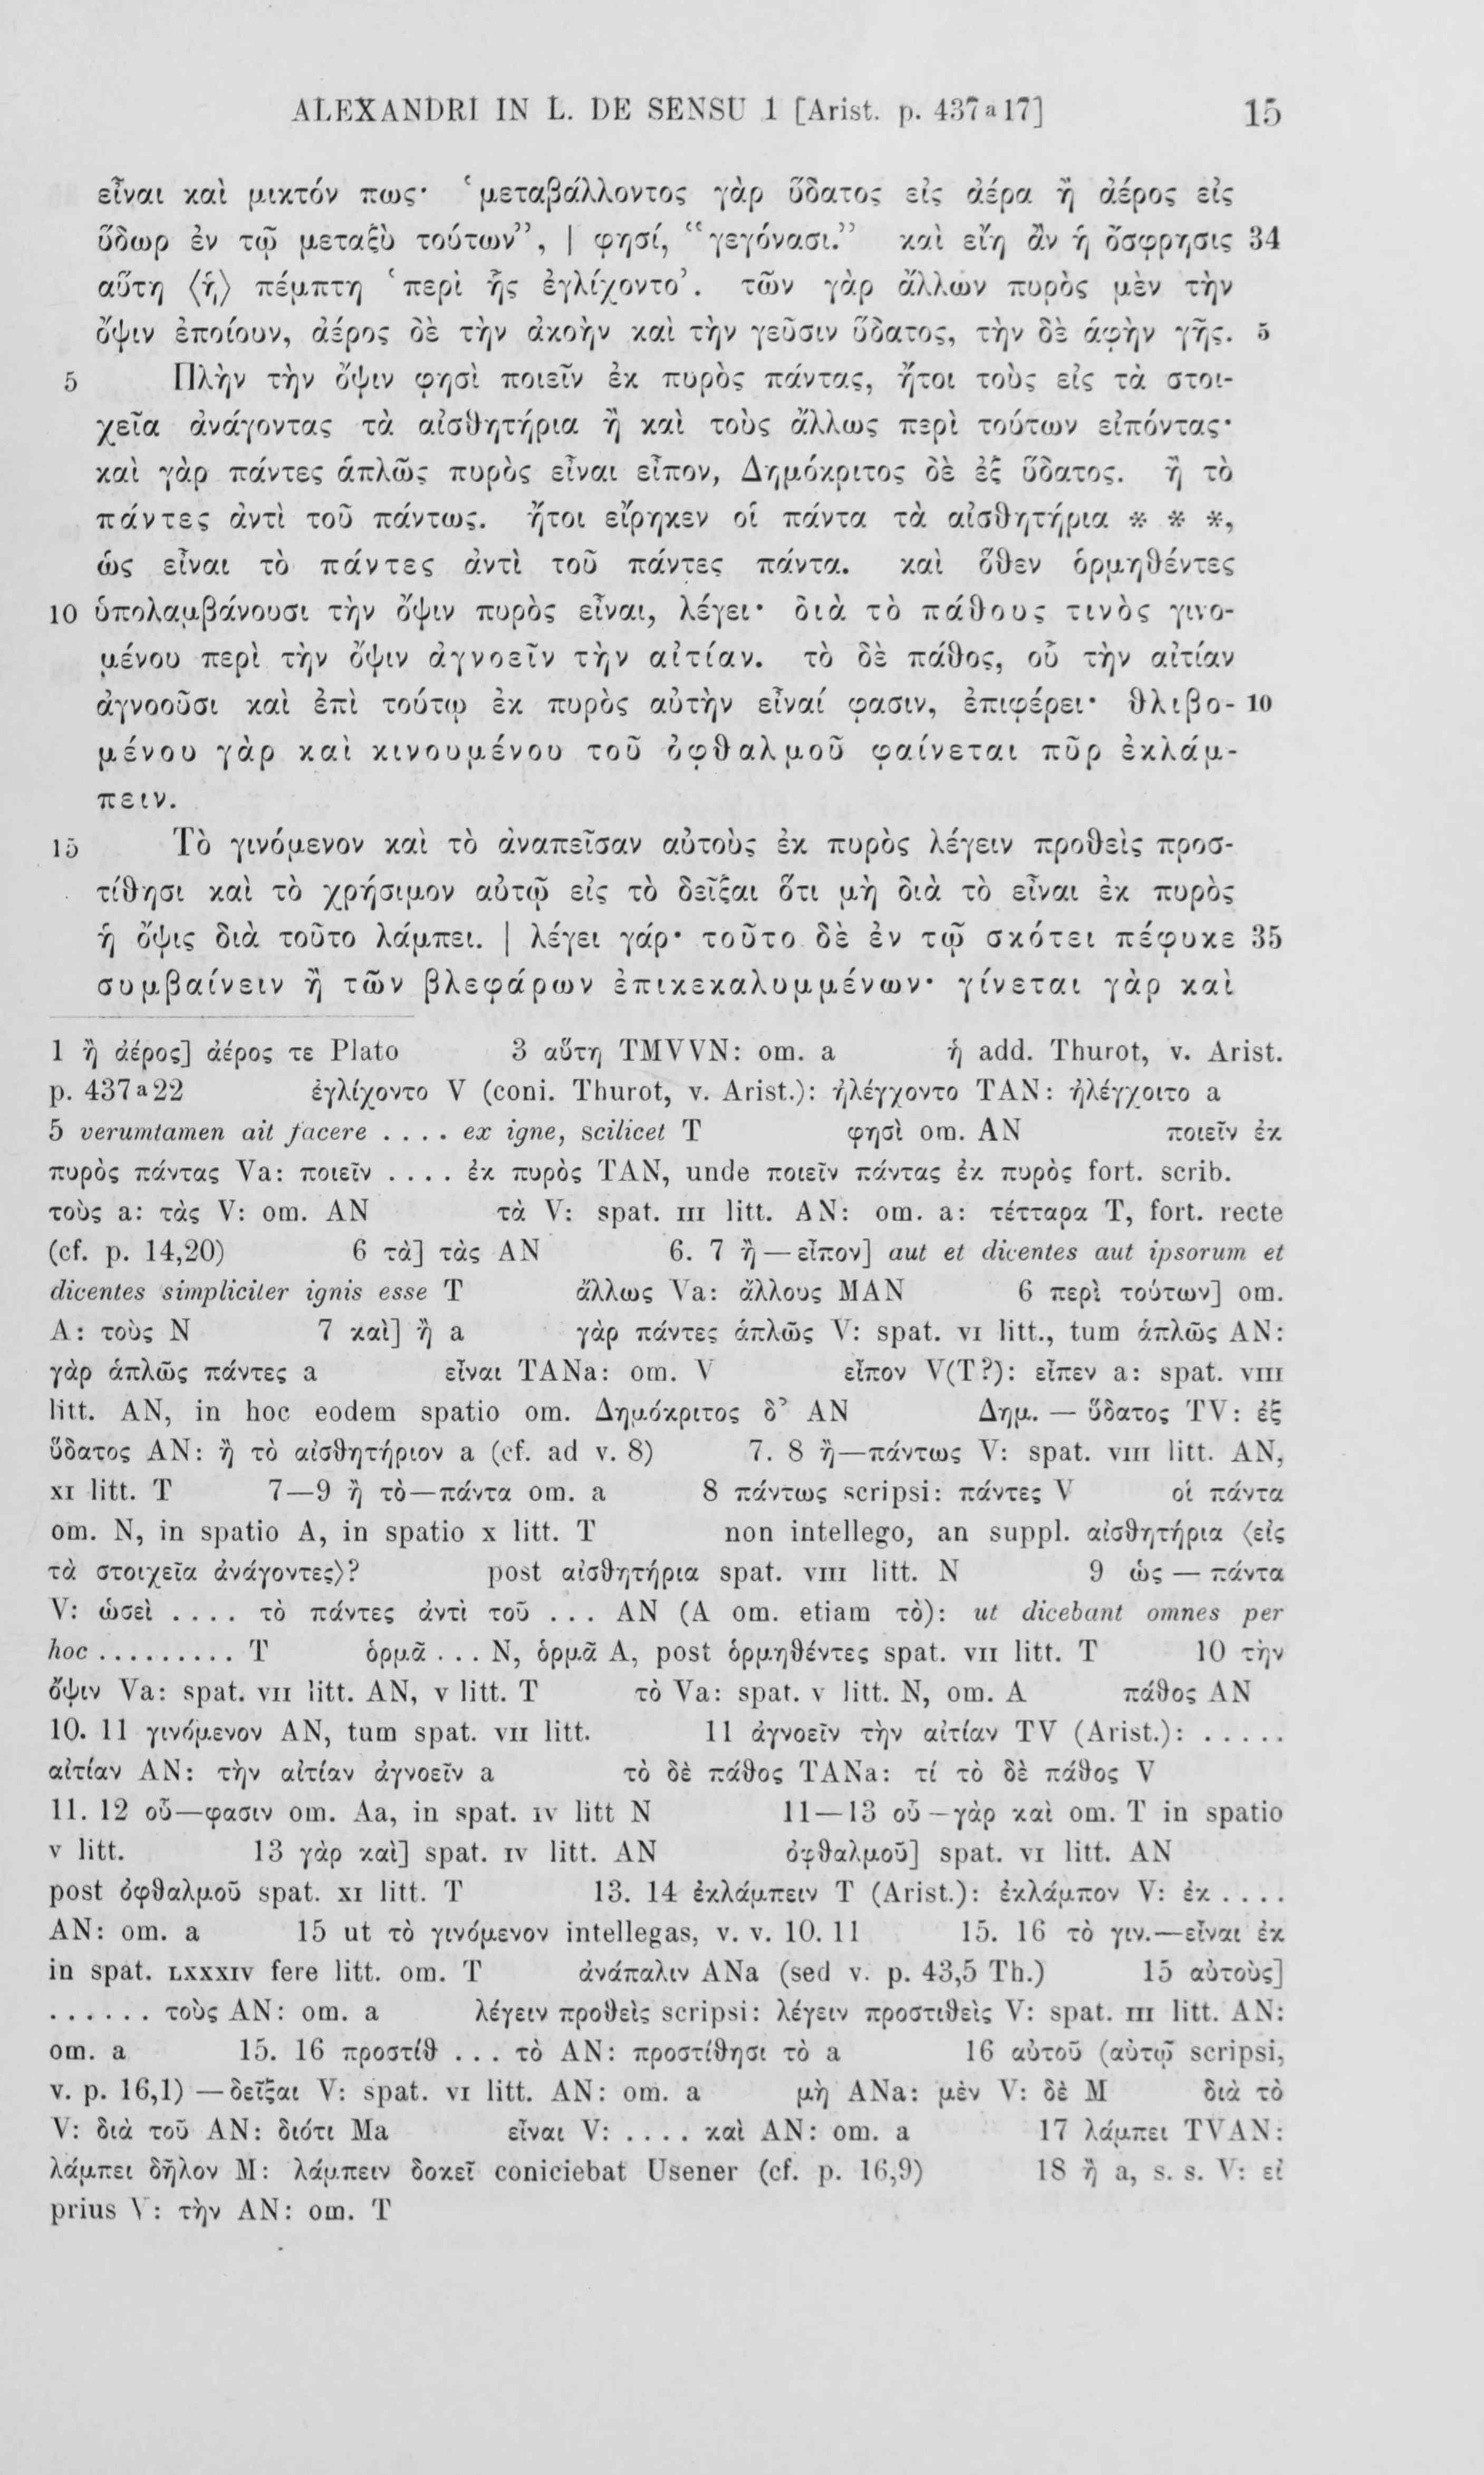 ALEXANDRI IN L. DE SENSU 1 [Arist. p. 437a17] 15
εἶναι καὶ μικτόν πως· ‘μεταβάλλοντος γὰρ ὕδατος εἰς ἀέρα ἢ ἀέρος εἰς
ὕδωρ ἐν τῷ μεταξὺ τούτων”, | φησί, “γεγόνασι.” καὶ εἴη ἂν ἡ ὄσφρησις 34
αὕτη ⟨ἡ⟩ πέμπτη ‘περὶ ἧς ἐγλίχοντο’. τῶν γὰρ ἄλλων πυρὸς μὲν τὴν
ὄψιν ἐποίουν, ἀέρος δὲ τὴν ἀκοὴν καὶ τὴν γεῦσιν ὕδατος, τὴν δὲ ἁφὴν γῆς. 5
5 Πλὴν τὴν ὄψιν φησὶ ποιεῖν ἐκ πυρὸς πάντας, ἤτοι τοὺς εἰς τὰ στοι-
χεῖα ἀνάγοντας τὰ αἰσθητήρια ἢ καὶ τοὺς ἄλλως περὶ τούτων εἰπόντας·
καὶ γὰρ πάντες ἁπλῶς πυρὸς εἶναι εἶπον, Δημόκριτος δὲ ἐξ ὕδατος. ἢ τὸ
πάντες ἀντὶ τοῦ πάντως. ἤτοι εἴρηκεν οἱ πάντα τὰ αἰσθητήρια * * *,
ὡς εἶναι τὸ πάντες ἀντὶ τοῦ πάντες πάντα. καὶ ὅθεν ὁρμηθέντες
10 ὑπολαμβάνουσι τὴν ὄψιν πυρὸς εἶναι, λέγει· διὰ τὸ πάθους τινὸς γινο-
μένου περὶ τὴν ὄψιν ἀγνοεῖν τὴν αἰτίαν. τὸ δὲ πάθος, οὗ τὴν αἰτίαν
ἀγνοοῦσι καὶ ἐπὶ τούτῳ ἐκ πυρὸς αὐτὴν εἶναί φασιν, ἐπιφέρει· θλιβο- 10
μένου γὰρ καὶ κινουμένου τοῦ ὀφθαλμοῦ φαίνεται πῦρ ἐκλάμ-
πειν.
15 Τὸ γινόμενον καὶ τὸ ἀναπεῖσαν αὐτοὺς ἐκ πυρὸς λέγειν προθεὶς προσ-
τίθησι καὶ τὸ χρήσιμον αὐτῷ εἰς τὸ δεῖξαι ὅτι μὴ διὰ τὸ εἶναι ἐκ πυρὸς
ἡ ὄψις διὰ τοῦτο λάμπει. | λέγει γάρ· τοῦτο δὲ ἐν τῷ σκότει πέφυκε 35
συμβαίνειν ἢ τῶν βλεφάρων ἐπικεκαλυμμένων· γίνεται γὰρ καὶ
1 ἢ ἀέρος] ἀέρος τε Plato 3 αὕτη TMVVN: om. a ἡ add. Thurot, v. Arist.
p. 437a22 ἐγλίχοντο V (coni. Thurot, v. Arist.): ἠλέγχοντο TAN: ἠλέγχοιτο a
5 verumtamen ait facere .... ex igne, scilicet T φησὶ om. AN ποιεῖν ἐκ
πυρὸς πάντας Va: ποιεῖν .... ἐκ πυρὸς TAN, unde ποιεῖν πάντας ἐκ πυρὸς fort. scrib.
τοὺς a: τὰς V: om. AN τὰ V: spat. III litt. AN: om. a: τέτταρα T, fort. recte
(cf. p. 14,20) 6 τὰ] τὰς AN 6. 7 ἢ — εἶπον] aut et dicentes aut ipsorum et
dicentes simpliciter ignis esse T ἄλλως Va: ἄλλους MAN 6 περὶ τούτων] om.
A: τοὺς N 7 καὶ] ἢ a γὰρ πάντες ἁπλῶς V: spat. VI litt., tum ἁπλῶς AN:
γὰρ ἁπλῶς πάντες a εἶναι TANa: om. V εἶπον V(T?): εἶπεν a: spat. VIII
litt. AN, in hoc eodem spatio om. Δημόκριτος δ’ AN Δημ. — ὕδατος TV: ἐξ
ὕδατος AN: ἢ τὸ αἰσθητήριον a (cf. ad v. 8) 7. 8 ἢ—πάντως V: spat. VIII litt. AN,
XI litt. T 7—9 ἢ τὸ—πάντα om. a 8 πάντως scripsi: πάντες V οἱ πάντα
om. N, in spatio A, in spatio X litt. T non intellego, an suppl. αἰσθητήρια ⟨εἰς
τὰ στοιχεῖα ἀνάγοντες⟩? post αἰσθητήρια spat. VIII litt. N 9 ὡς — πάντα
V: ὡσεὶ .... τὸ πάντες ἀντὶ τοῦ ... AN (A om. etiam τὸ): ut dicebant omnes per
hoc ......... T ὁρμᾶ ... N, ὁρμᾶ A, post ὁρμηθέντες spat. VII litt. T 10 τὴν
ὄψιν Va: spat. VII litt. AN, V litt. T τὸ Va: spat. V litt. N, om. A πάθος AN
10. 11 γινόμενον AN, tum spat. VII litt. 11 ἀγνοεῖν τὴν αἰτίαν TV (Arist.): .....
αἰτίαν AN: τὴν αἰτίαν ἀγνοεῖν a τὸ δὲ πάθος TANa: τί τὸ δὲ πάθος V
11. 12 οὗ—φασιν om. Aa, in spat. IV litt N 11—13 οὗ—γὰρ καὶ om. T in spatio
V litt. 13 γὰρ καὶ] spat. IV litt. AN ὀφθαλμοῦ] spat. VI litt. AN
post ὀφθαλμοῦ spat. XI litt. T 13. 14 ἐκλάμπειν T (Arist.): ἐκλάμπον V: ἐκ ....
AN: om. a 15 ut τὸ γινόμενον intellegas, v. v. 10. 11 15. 16 τὸ γιν.—εἶναι ἐκ
in spat. LXXXIV fere litt. om. T ἀνάπαλιν ANa (sed v. p. 43,5 Th.) 15 αὐτοὺς]
...... τοὺς AN: om. a λέγειν προθεὶς scripsi: λέγειν προστιθεὶς V: spat. III litt. AN:
om. a 15. 16 προστίθ ... τὸ AN: προστίθησι τὸ a 16 αὐτοῦ (αὐτῷ scripsi,
v. p. 16,1) — δεῖξαι V: spat. VI litt. AN: om. a μὴ ANa: μὲν V: δὲ M διὰ τὸ
V: διὰ τοῦ AN: διότι Ma εἶναι V: .... καὶ AN: om. a 17 λάμπει TVAN:
λάμπει δῆλον M: λάμπειν δοκεῖ coniciebat Usener (cf. p. 16,9) 18 ἢ a, s. s. V: εἰ
prius V: τὴν AN: om. T